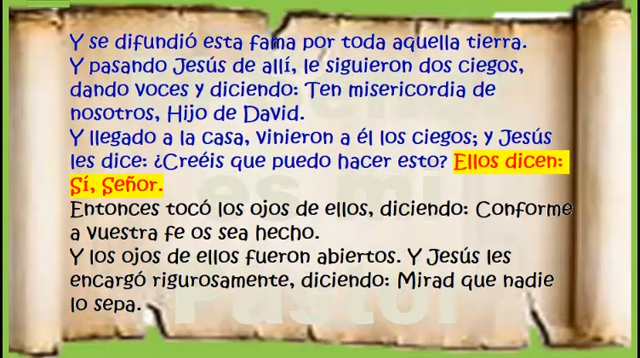 Y se difundió esta fama por toda aquella tierra.
Y pasando Jesús de allí, le siguieron dos ciegos,
dando voces y diciendo: Ten misericordia de
nosotros, Hijo de David.
Y llegado a la casa, vinieron a él los ciegos; y Jesús
les dice: ¿Creéis que puedo hacer esto? Ellos dicen:
Sí, Señor.
Entonces tocó los ojos de ellos, diciendo: Conforme
a vuestra fe os sea hecho.
Y los ojos de ellos fueron abiertos. Y Jesús les
encargó rigurosamente, diciendo: Mirad que nadie
lo sepa.
es mi
Pastor